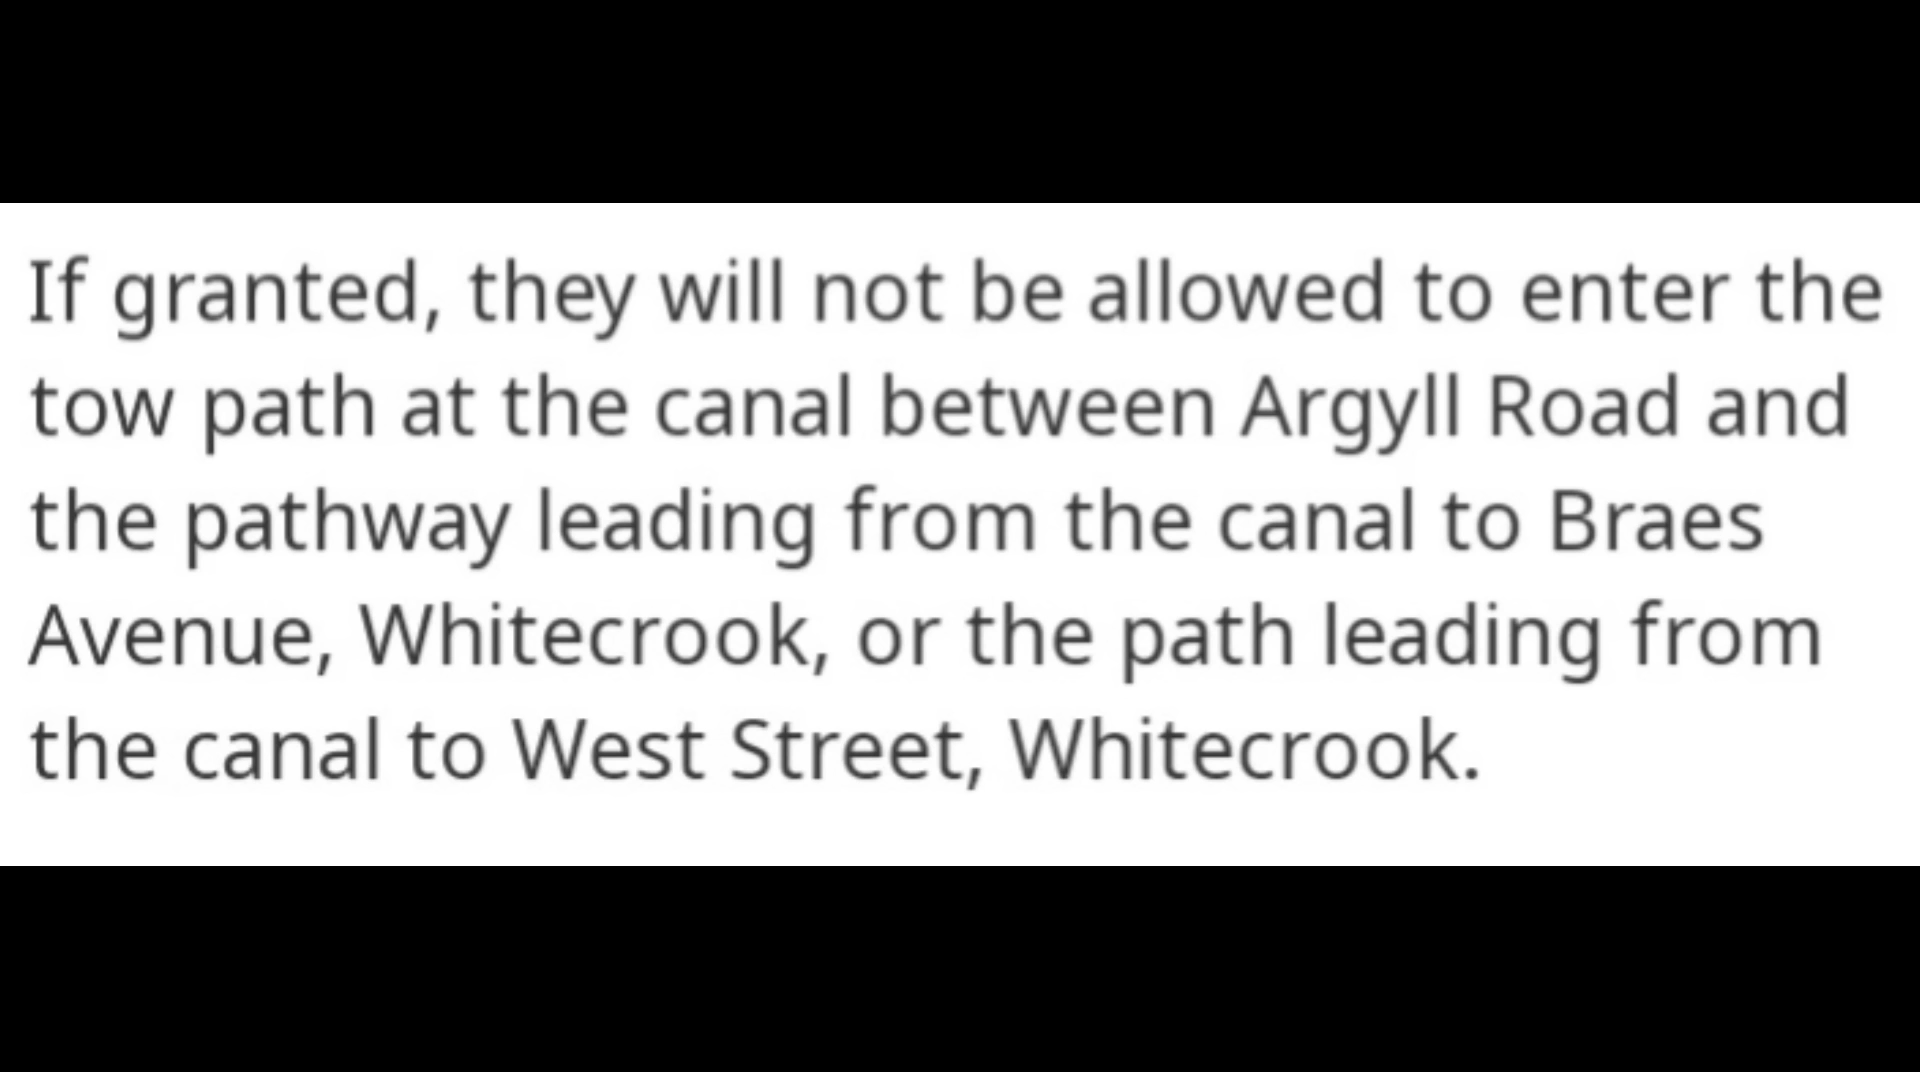 If granted, they will not be allowed to enter the
tow path at the canal between Argyll Road and
the pathway leading from the canal to Braes
Avenue, Whitecrook, or the path leading from
the canal to West Street, Whitecrook.